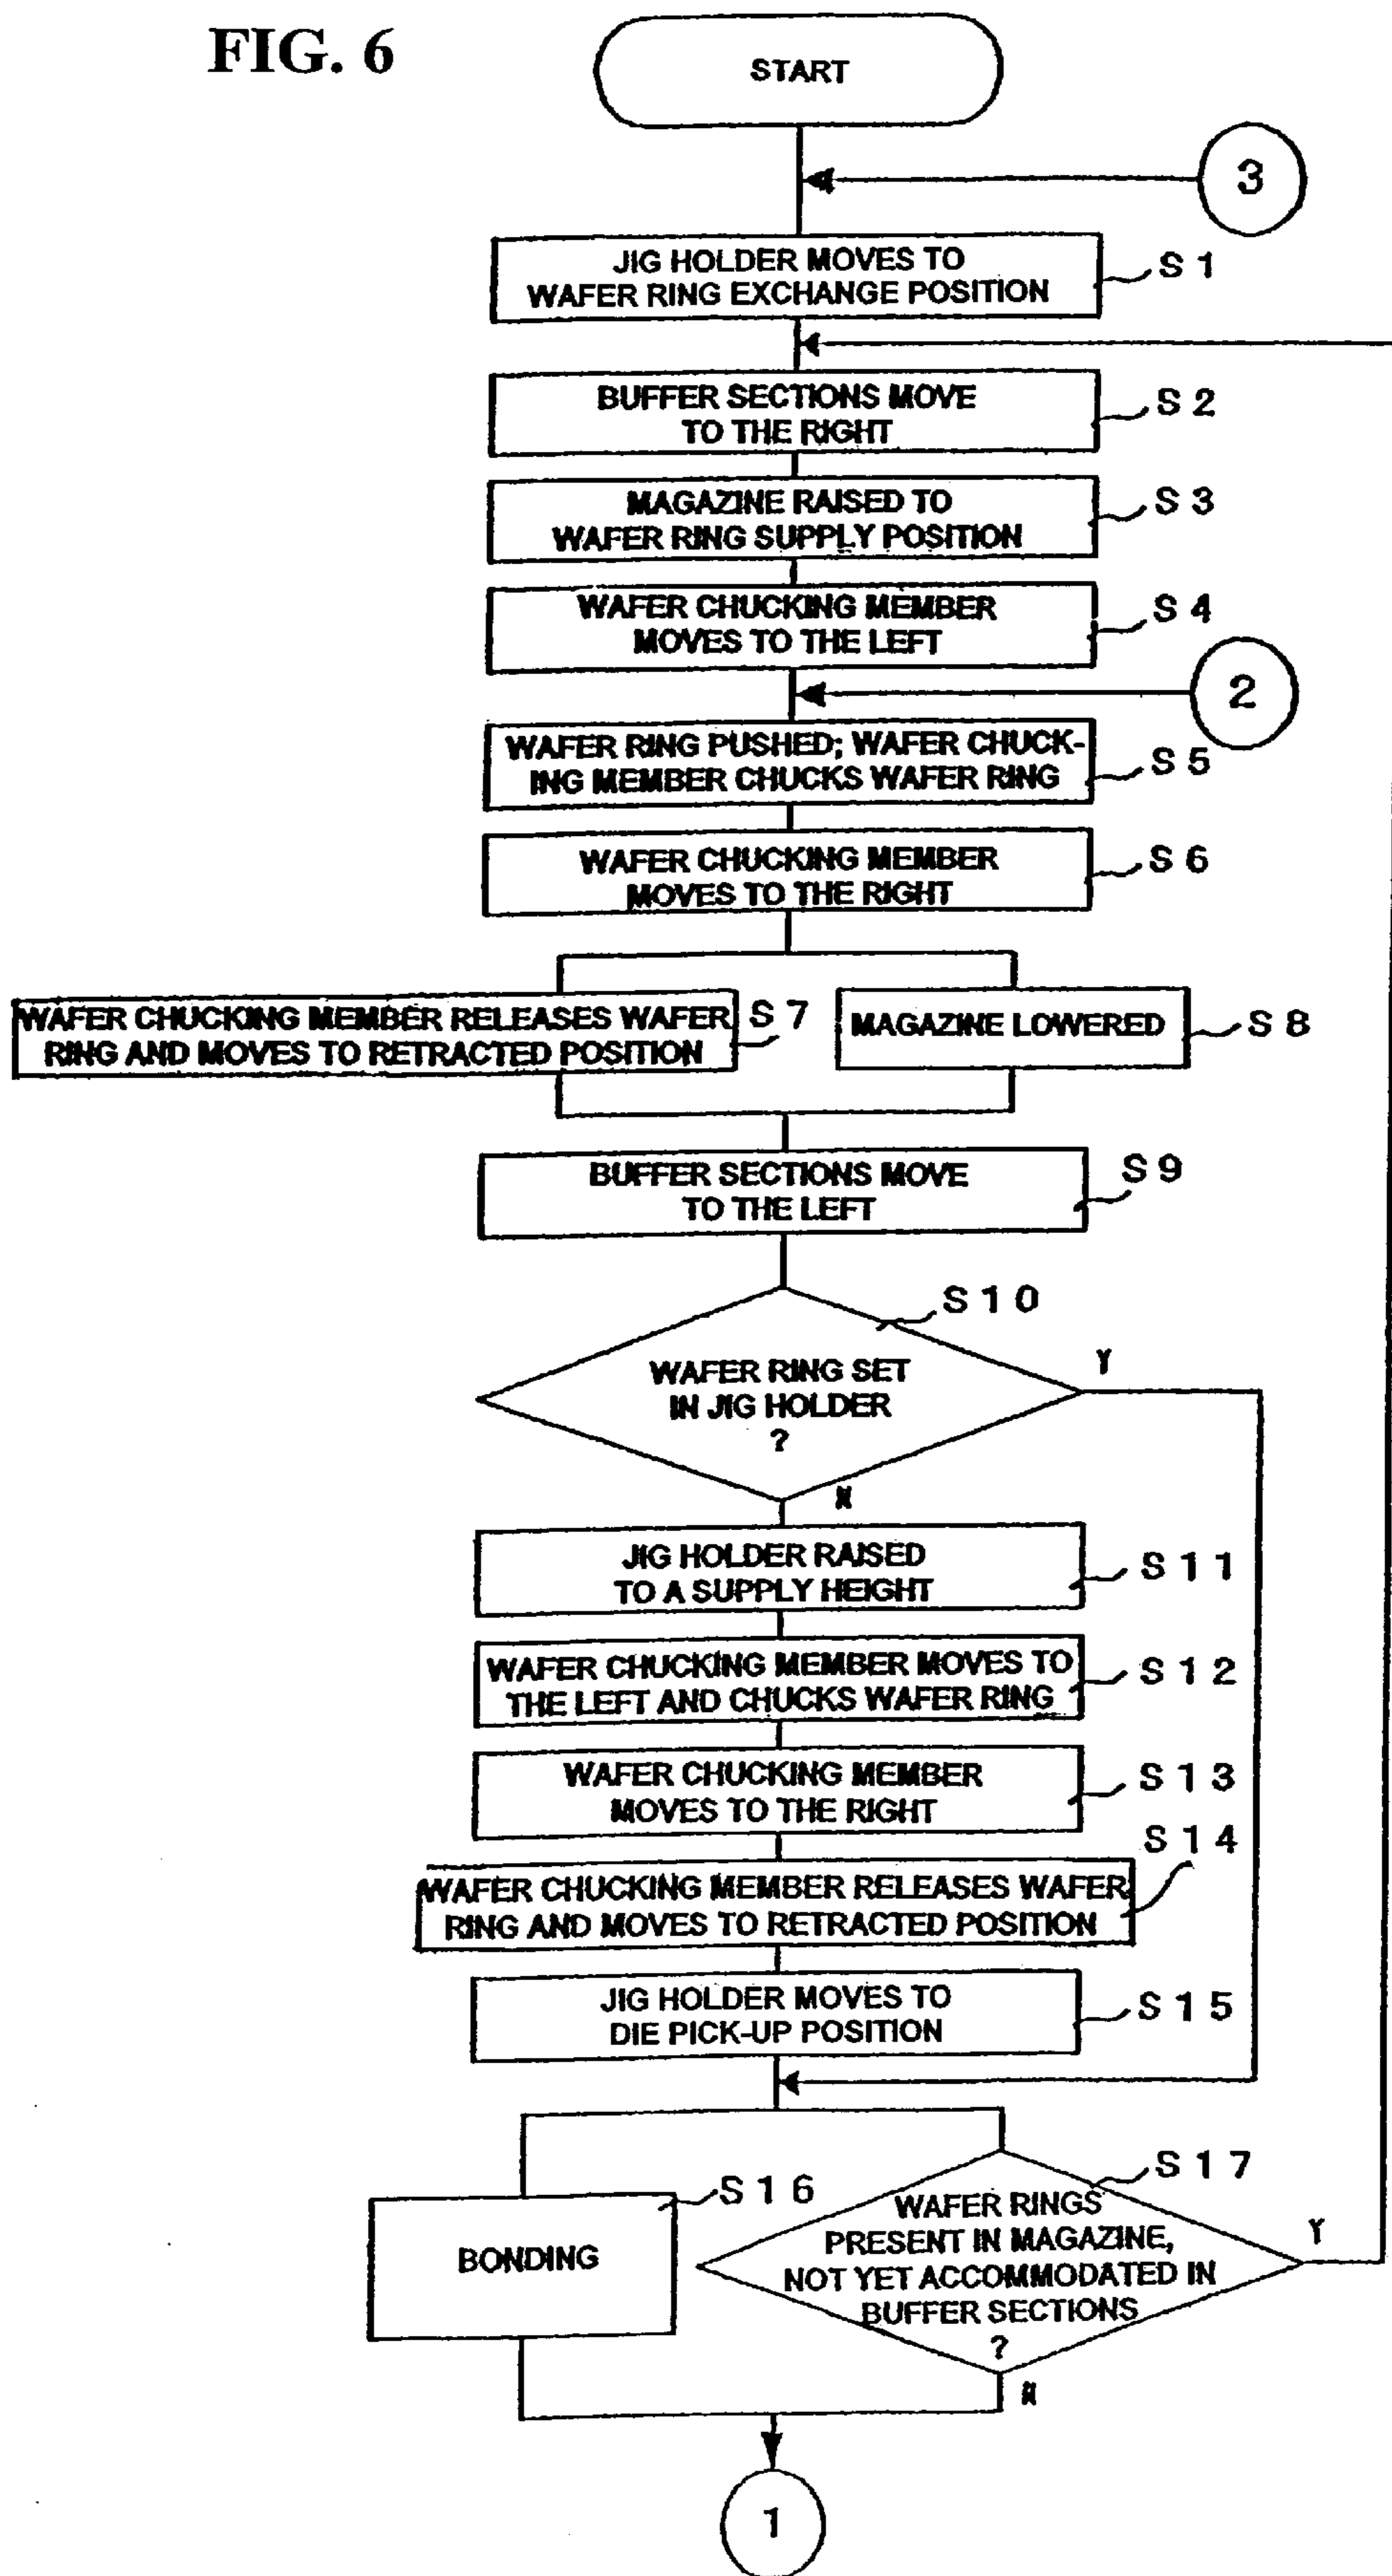 FIG. 6
START
3
JIG HOLDER MOVES TO
WAFER RING EXCHANGE POSITION
S 1
BUFFER SECTIONS MOVE
TO THE RIGHT
S 2
MAGAZINE RAISED TO
WAFER RING SUPPLY POSITION
S 3
WAFER CHUCKING MEMBER
MOVES TO THE LEFT
S 4
2
WAFER RING PUSHED; WAFER CHUCK-
ING MEMBER CHUCKS WAFER RING
S 5
WAFER CHUCKING MEMBER
MOVES TO THE RIGHT
S 6
WAFER CHUCKING MEMBER RELEASES WAFER
RING AND MOVES TO RETRACTED POSITION
S 7
MAGAZINE LOWERED
S 8
BUFFER SECTIONS MOVE
TO THE LEFT
S 9
S 1 0
WAFER RING SET
IN JIG HOLDER
?
Y
N
JIG HOLDER RAISED
TO A SUPPLY HEIGHT
S 1 1
WAFER CHUCKING MEMBER MOVES TO
THE LEFT AND CHUCKS WAFER RING
S 1 2
WAFER CHUCKING MEMBER
MOVES TO THE RIGHT
S 1 3
S 1 4
WAFER CHUCKING MEMBER RELEASES WAFER
RING AND MOVES TO RETRACTED POSITION
JIG HOLDER MOVES TO
DIE PICK-UP POSITION
S 1 5
S 1 6
BONDING
S 1 7
WAFER RINGS
PRESENT IN MAGAZINE,
NOT YET ACCOMMODATED IN
BUFFER SECTIONS
?
Y
N
1